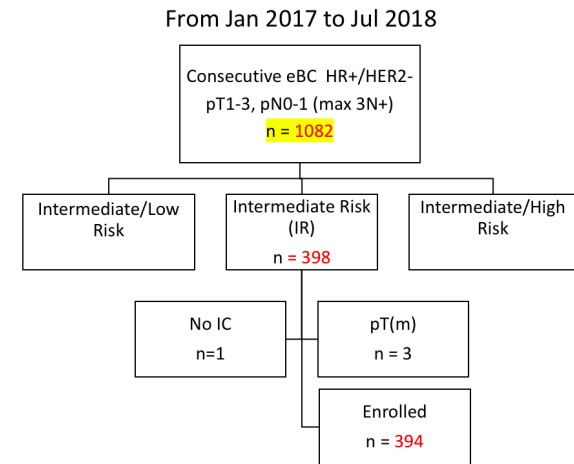 From Jan 2017 to Jul 2018
Consecutive eBC HR+/HER2-
pT1-3, pN0-1 (max 3N+)
n = 1082
Intermediate/Low
Risk
Intermediate Risk
(IR)
n = 398
Intermediate/High
Risk
No IC
n=1
pT(m)
n = 3
Enrolled
n = 394